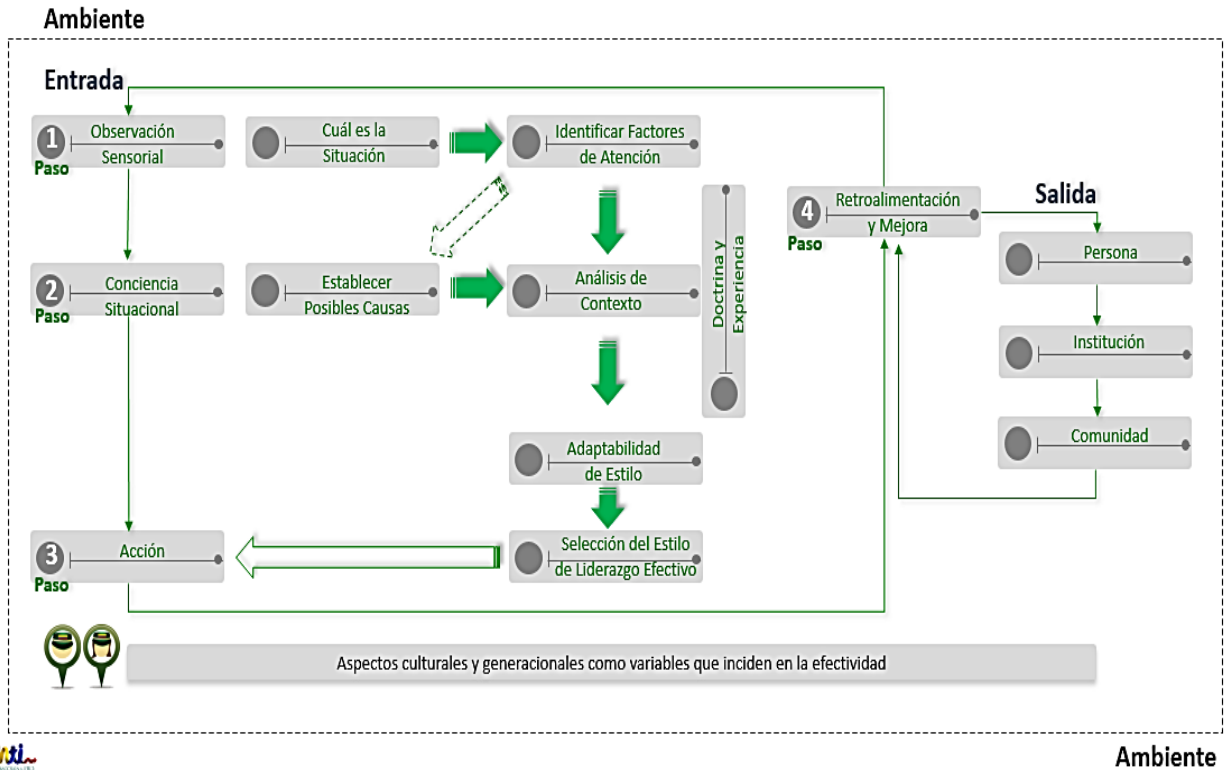 Ambiente
Entrada
1
Paso
Observación
Sensorial
Cuál es la
Situación
Identificar Factores
de Atención
2
Paso
Conciencia
Situacional
Establecer
Posibles Causas
Análisis de
Contexto
Doctrina y
Experiencia
Adaptabilidad
de Estilo
3
Paso
Acción
Selección del Estilo
de Liderazgo Efectivo
4
Paso
Retroalimentación
y Mejora
Salida
Persona
Institución
Comunidad
Aspectos culturales y generacionales como variables que inciden en la efectividad
Ambiente